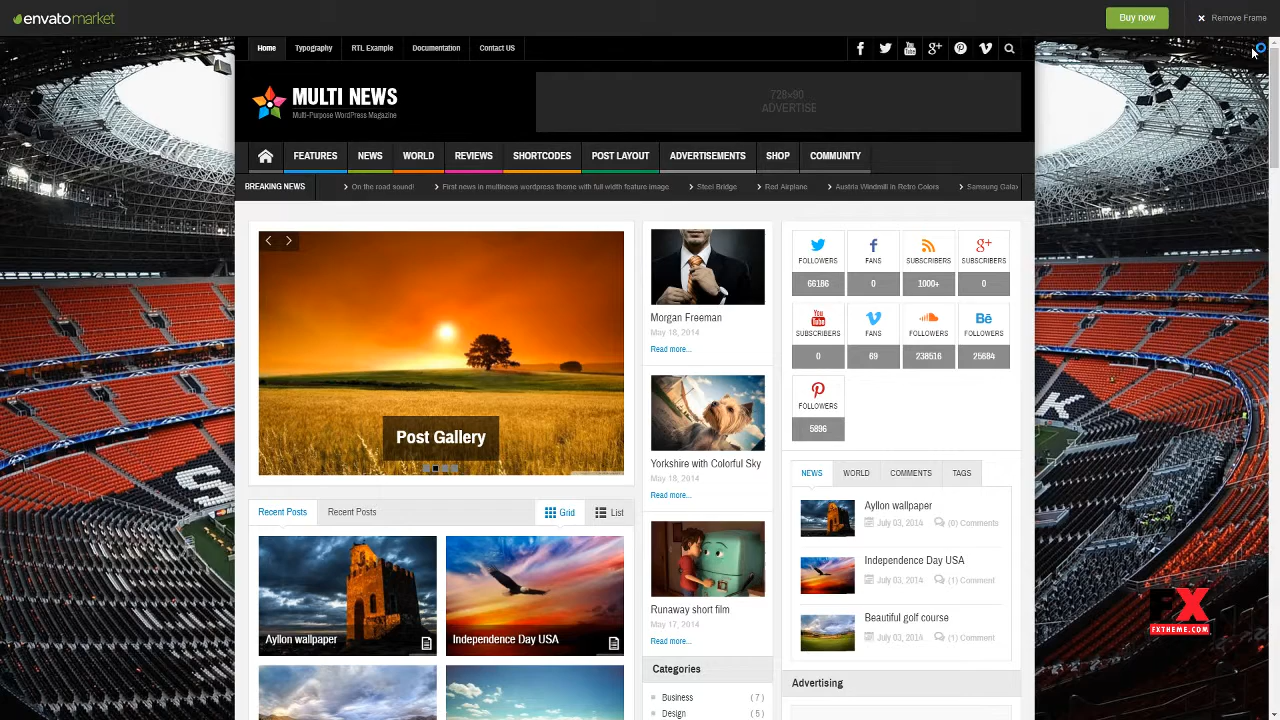 envatomarket
Buy now
Remove Frame
Home
Typography
RTL Example
Documentation
Contact US
MULTI NEWS
Multi-Purpose WordPress Magazine
728×90
ADVERTISE
FEATURES
NEWS
WORLD
REVIEWS
SHORTCODES
POST LAYOUT
ADVERTISEMENTS
SHOP
COMMUNITY
BREAKING NEWS
On the road sound!
First news in multinews wordpress theme with full width feature image
Steel Bridge
Red Airplane
Austria Windmill in Retro Colors
Samsung Gala
Post Gallery
Recent Posts
Recent Posts
Grid
List
Ayllon wallpaper
Independence Day USA
Morgan Freeman
May 18, 2014
Read more...
Yorkshire with Colorful Sky
May 18, 2014
Read more...
Runaway short film
May 17, 2014
Read more...
Categories
Business
( 7 )
Design
( 5 )
FOLLOWERS
66186
FANS
0
SUBSCRIBERS
1000+
SUBSCRIBERS
0
You Tube
SUBSCRIBERS
0
FANS
69
FOLLOWERS
238516
FOLLOWERS
25684
FOLLOWERS
5896
NEWS
WORLD
COMMENTS
TAGS
Ayllon wallpaper
July 03, 2014
(0) Comments
Independence Day USA
July 03, 2014
(1) Comment
Beautiful golf course
July 03, 2014
(1) Comment
Advertising
FX
FXTHEME.COM